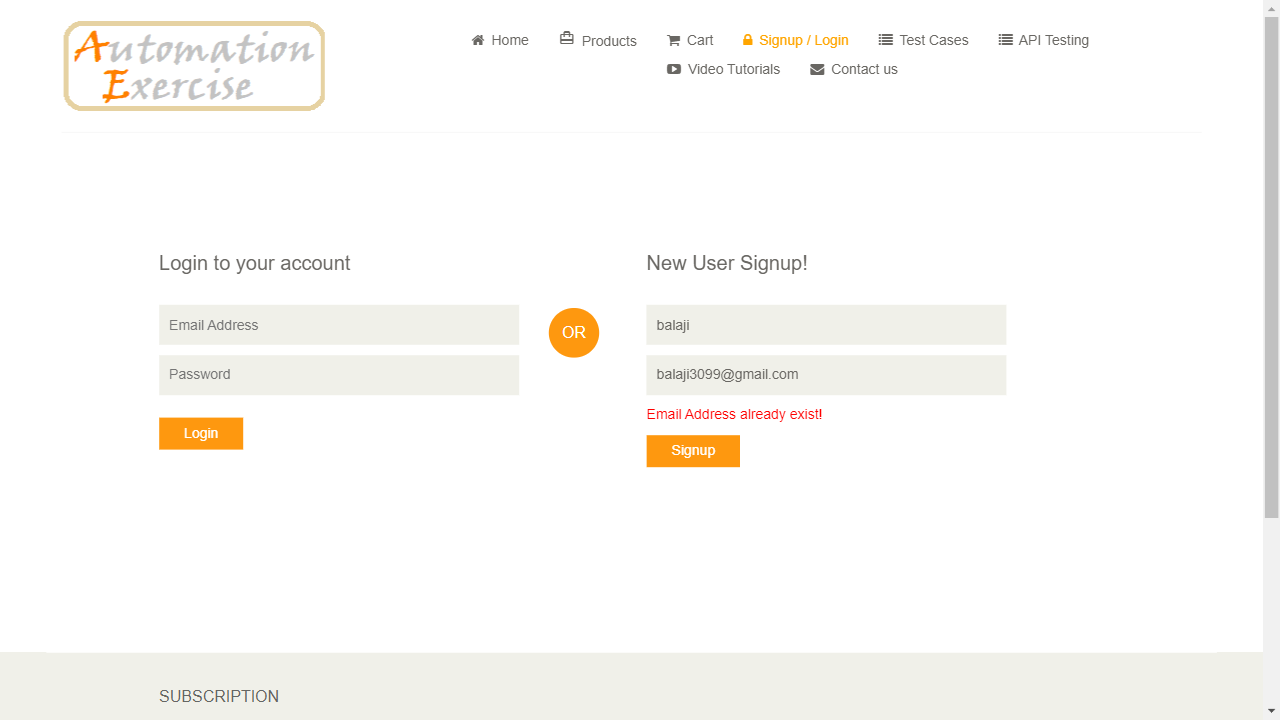 Automation
Exercise
Home
Products
Cart
Signup / Login
Test Cases
API Testing
Video Tutorials
Contact us
Login to your account
Email Address
Password
Login
OR
New User Signup!
balaji
balaji3099@gmail.com
Email Address already exist!
Signup
SUBSCRIPTION